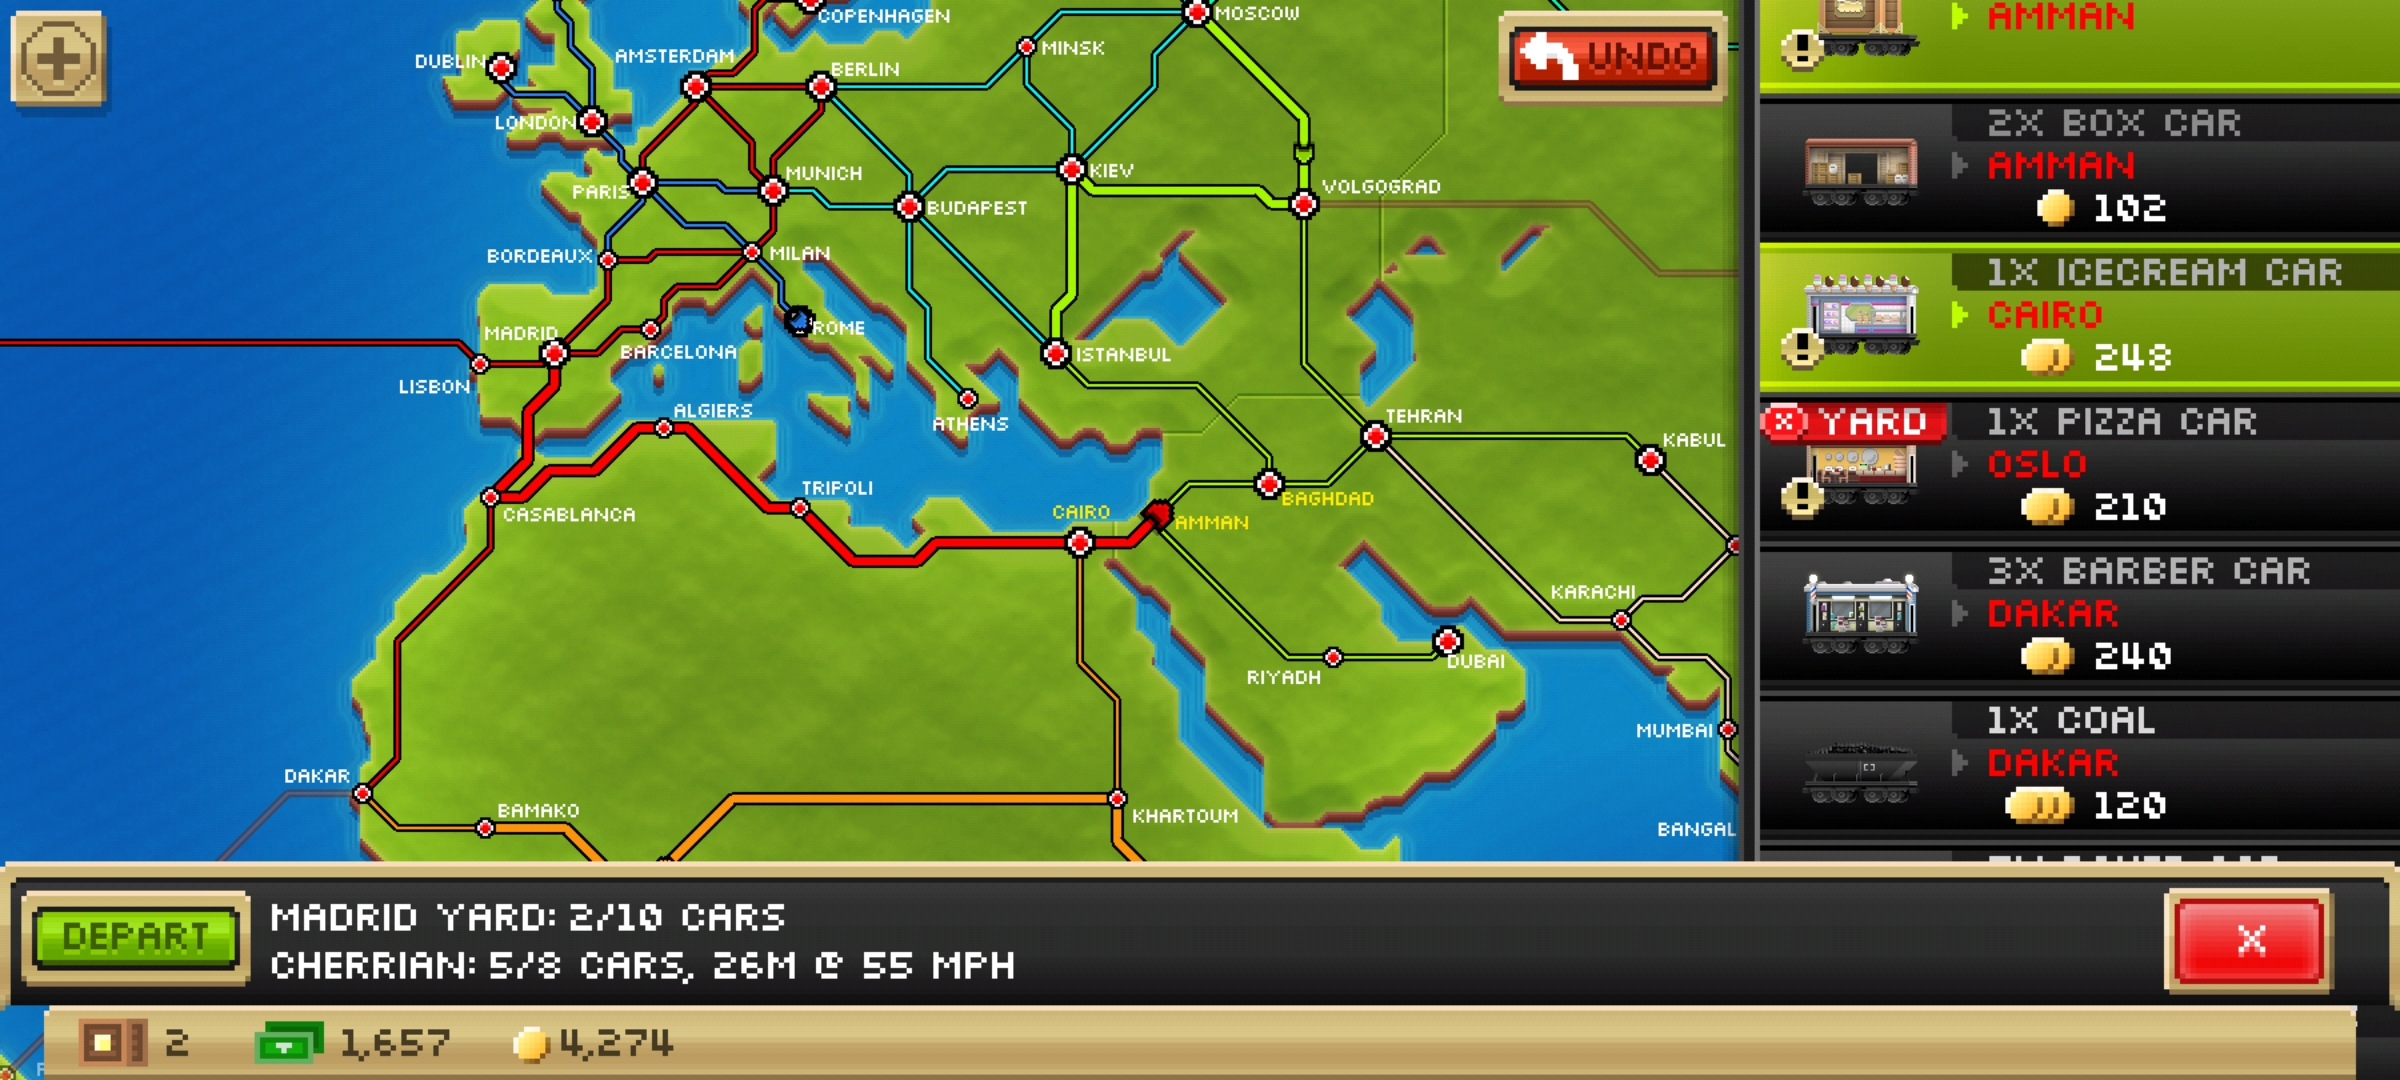 COPENHAGEN
MOSCOW
AMMAN
MINSK
UNDO
DUBLIN
AMSTERDAM
BERLIN
LONDON
2X BOX CAR
AMMAN
102
MUNICH
KIEV
PARIS
VOLGOGRAD
BUDAPEST
BORDEAUX
MILAN
1X ICECREAM CAR
CAIRO
248
MADRID
ROME
BARCELONA
ISTANBUL
LISBON
ALGIERS
ATHENS
TEHRAN
KABUL
YARD
1X PIZZA CAR
OSLO
210
TRIPOLI
CASABLANCA
CAIRO
AMMAN
BAGHDAD
KARACHI
3X BARBER CAR
DAKAR
240
RIYADH
DUBAI
MUMBAI
1X COAL
DAKAR
120
DAKAR
BAMAKO
KHARTOUM
BANGAL
DEPART
MADRID YARD: 2/10 CARS
CHERRIAN: 5/8 CARS, 26M @ 55 MPH
X
2
1,657
4,274